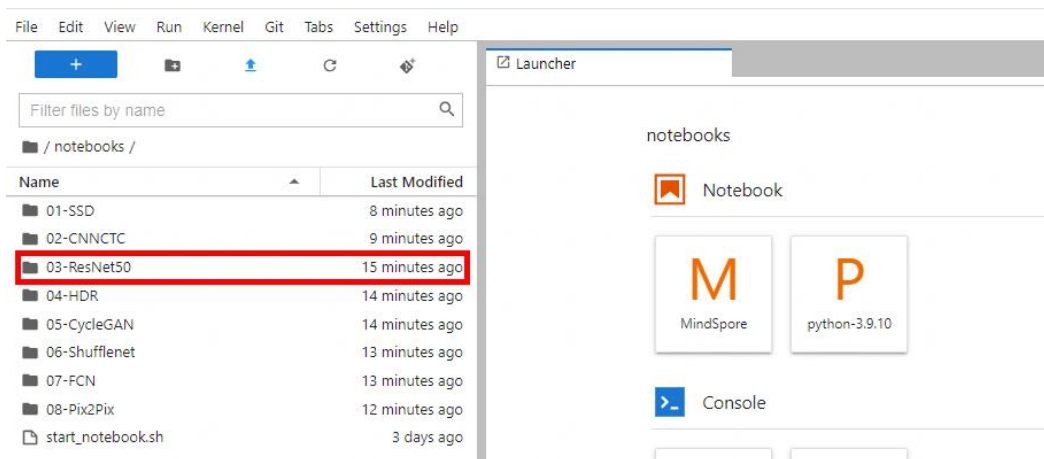 File Edit View Run Kernel Git Tabs Settings Help
Launcher
Filter files by name
/ notebooks /
Name Last Modified
01-SSD 8 minutes ago
02-CNNCTC 9 minutes ago
03-ResNet50 15 minutes ago
04-HDR 14 minutes ago
05-CycleGAN 14 minutes ago
06-Shufflenet 13 minutes ago
07-FCN 13 minutes ago
08-Pix2Pix 12 minutes ago
start_notebook.sh 3 days ago
notebooks
Notebook
M P
MindSpore python-3.9.10
Console